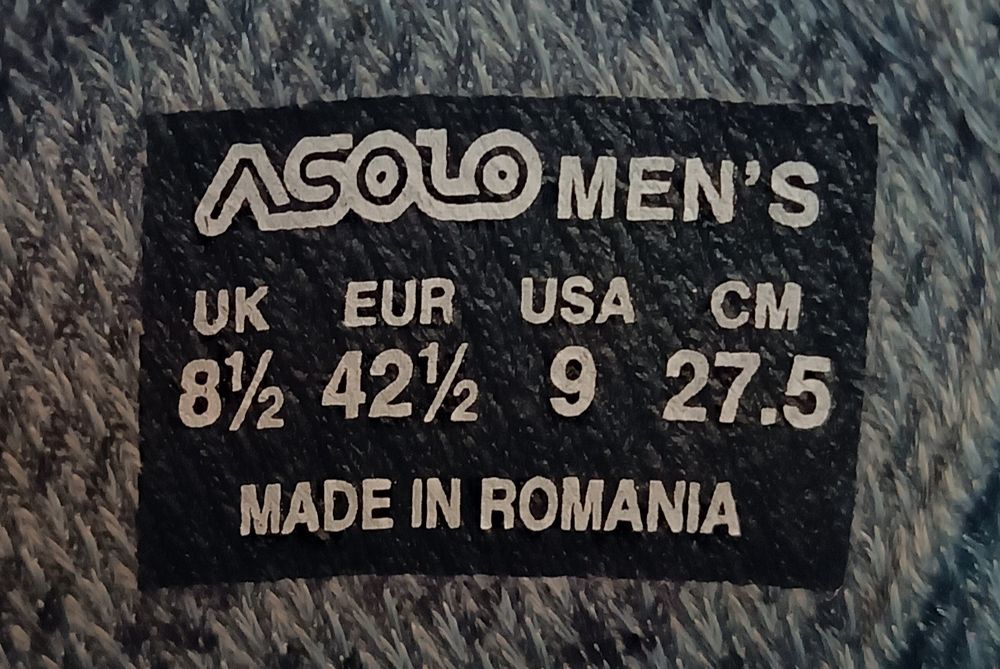 ASOLO MEN'S
UK EUR USA CM
8½ 42½ 9 27.5
MADE IN ROMANIA